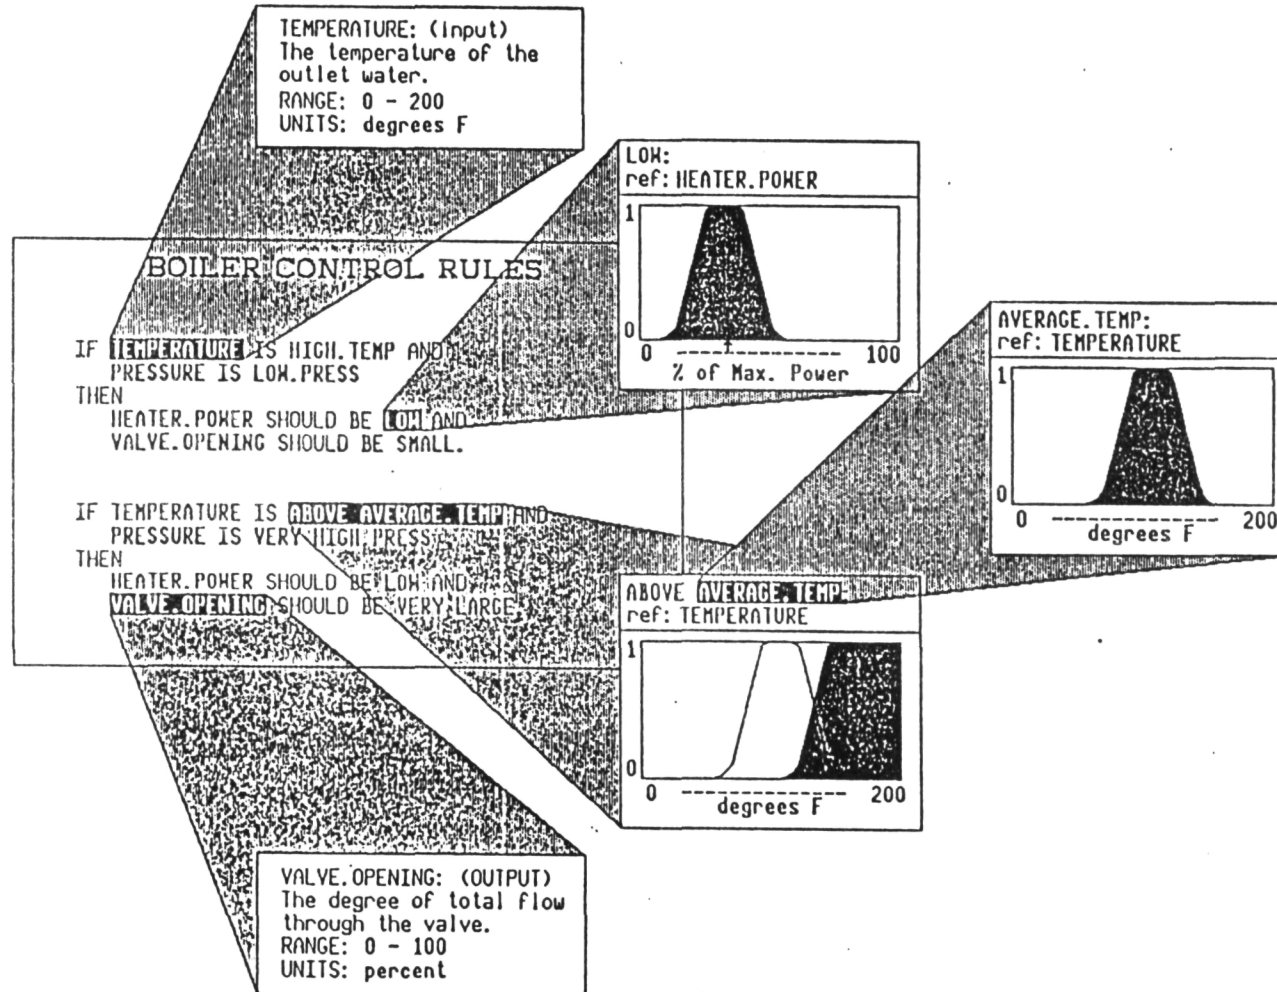 TEMPERATURE: (input)
The temperature of the
outlet water.
RANGE: 0 - 200
UNITS: degrees F
LOW:
ref: HEATER.POWER
1
0
0 100
% of Max. Power
AVERAGE.TEMP:
ref: TEMPERATURE
1
0
0 200
degrees F
BOILER CONTROL RULES
IF TEMPERATURE IS HIGH.TEMP AND
PRESSURE IS LOW.PRESS
THEN
HEATER.POWER SHOULD BE LOW AND
VALVE.OPENING SHOULD BE SMALL.
IF TEMPERATURE IS ABOVE AVERAGE.TEMP AND
PRESSURE IS VERY HIGH.PRESS
THEN
HEATER.POWER SHOULD BE LOW AND
VALVE.OPENING SHOULD BE VERY LARGE.
ABOVE AVERAGE.TEMP
ref: TEMPERATURE
1
0
0 200
degrees F
VALVE.OPENING: (OUTPUT)
The degree of total flow
through the valve.
RANGE: 0 - 100
UNITS: percent